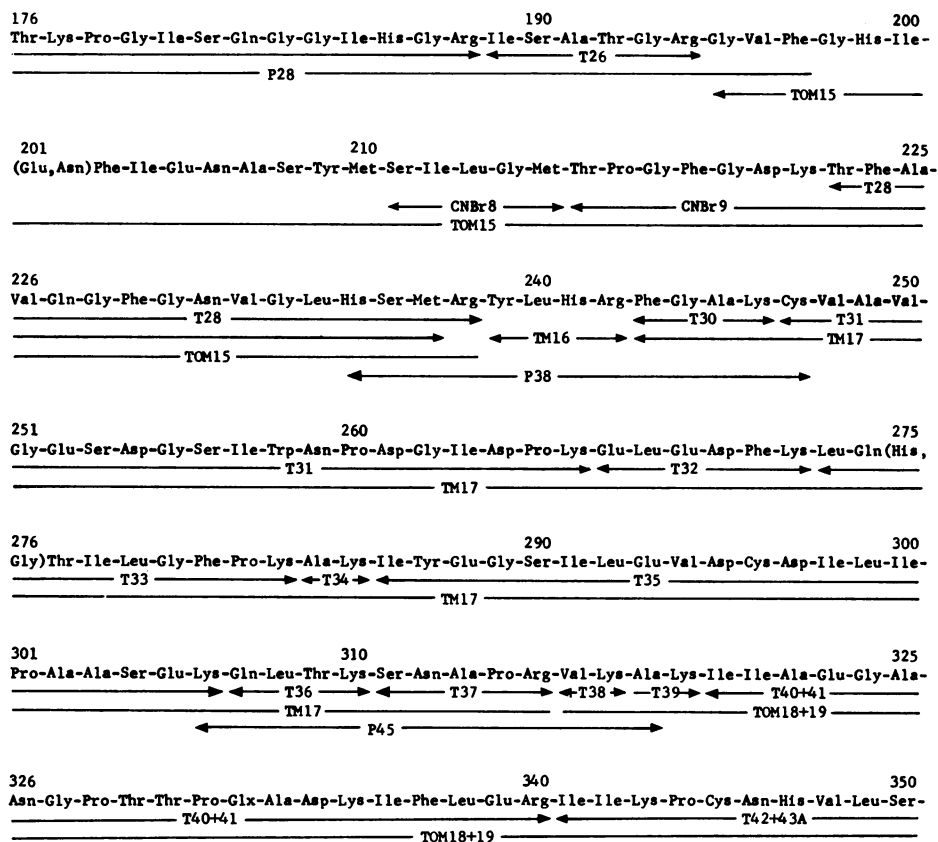 176 190 200
Thr-Lys-Pro-Gly-Ile-Ser-Gln-Gly-Gly-Ile-His-Gly-Arg-Ile-Ser-Ala-Thr-Gly-Arg-Gly-Val-Phe-Gly-His-Ile-
T26
P28
TOM15
201 210 225
(Glu,Asn)Phe-Ile-Glu-Asn-Ala-Ser-Tyr-Met-Ser-Ile-Leu-Gly-Met-Thr-Pro-Gly-Phe-Gly-Asp-Lys-Thr-Phe-Ala-
T28
CNBr8 CNBr9
TOM15
226 240 250
Val-Gln-Gly-Phe-Gly-Asn-Val-Gly-Leu-His-Ser-Met-Arg-Tyr-Leu-His-Arg-Phe-Gly-Ala-Lys-Cys-Val-Ala-Val-
T28 T30 T31
TM16 TM17
TOM15
P38
251 260 275
Gly-Glu-Ser-Asp-Gly-Ser-Ile-Trp-Asn-Pro-Asp-Gly-Ile-Asp-Pro-Lys-Glu-Leu-Glu-Asp-Phe-Lys-Leu-Gln(His,
T31 T32
TM17
276 290 300
Gly)Thr-Ile-Leu-Gly-Phe-Pro-Lys-Ala-Lys-Ile-Tyr-Glu-Gly-Ser-Ile-Leu-Glu-Val-Asp-Cys-Asp-Ile-Leu-Ile-
T33 T34 T35
TM17
301 310 325
Pro-Ala-Ala-Ser-Glu-Lys-Gln-Leu-Thr-Lys-Ser-Asn-Ala-Pro-Arg-Val-Lys-Ala-Lys-Ile-Ile-Ala-Glu-Gly-Ala-
T36 T37 T38 T39 T40+41
TM17 TOM18+19
P45
326 340 350
Asn-Gly-Pro-Thr-Thr-Pro-Glx-Ala-Asp-Lys-Ile-Phe-Leu-Glu-Arg-Ile-Ile-Lys-Pro-Cys-Asn-His-Val-Leu-Ser-
T40+41 T42+43A
TOM18+19